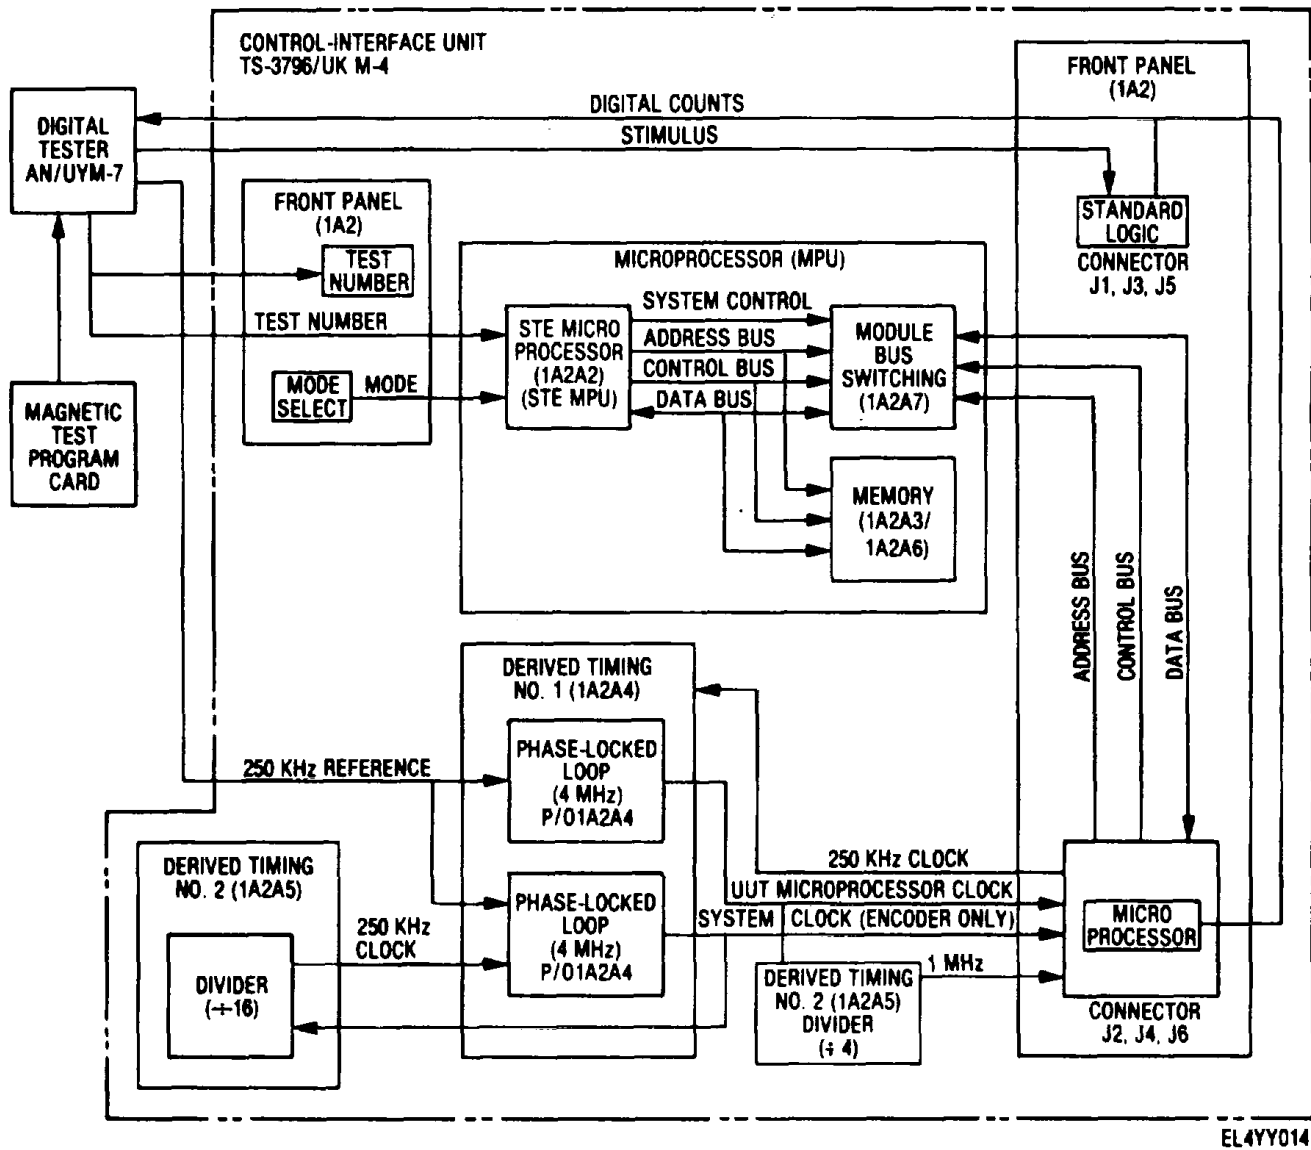 CONTROL-INTERFACE UNIT
TS-3796/UK M-4
FRONT PANEL
(1A2)
DIGITAL COUNTS
STIMULUS
DIGITAL
TESTER
AN/UYM-7
STANDARD
LOGIC
CONNECTOR
J1, J3, J5
FRONT PANEL
(1A2)
TEST
NUMBER
TEST NUMBER
MODE
SELECT
MODE
MAGNETIC
TEST
PROGRAM
CARD
MICROPROCESSOR (MPU)
STE MICRO
PROCESSOR
(1A2A2)
(STE MPU)
SYSTEM CONTROL
ADDRESS BUS
CONTROL BUS
DATA BUS
MODULE
BUS
SWITCHING
(1A2A7)
MEMORY
(1A2A3/
1A2A6)
ADDRESS BUS
CONTROL BUS
DATA BUS
DERIVED TIMING
NO. 1 (1A2A4)
PHASE-LOCKED
LOOP
(4 MHz)
P/01A2A4
250 KHz REFERENCE
PHASE-LOCKED
LOOP
(4 MHz)
P/01A2A4
DERIVED TIMING
NO. 2 (1A2A5)
250 KHz
CLOCK
DIVIDER
(÷16)
250 KHz CLOCK
UUT MICROPROCESSOR CLOCK
SYSTEM CLOCK (ENCODER ONLY)
1 MHz
DERIVED TIMING
NO. 2 (1A2A5)
DIVIDER
(÷ 4)
MICRO
PROCESSOR
CONNECTOR
J2, J4, J6
EL4YY014